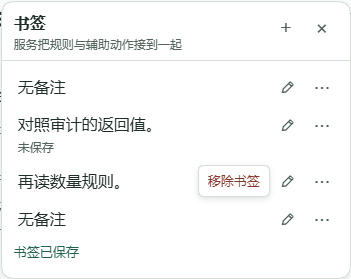 书签
服务把规则与辅助动作接到一起
无备注
对照审计的返回值。
未保存
再读数量规则。
移除书签
无备注
书签已保存